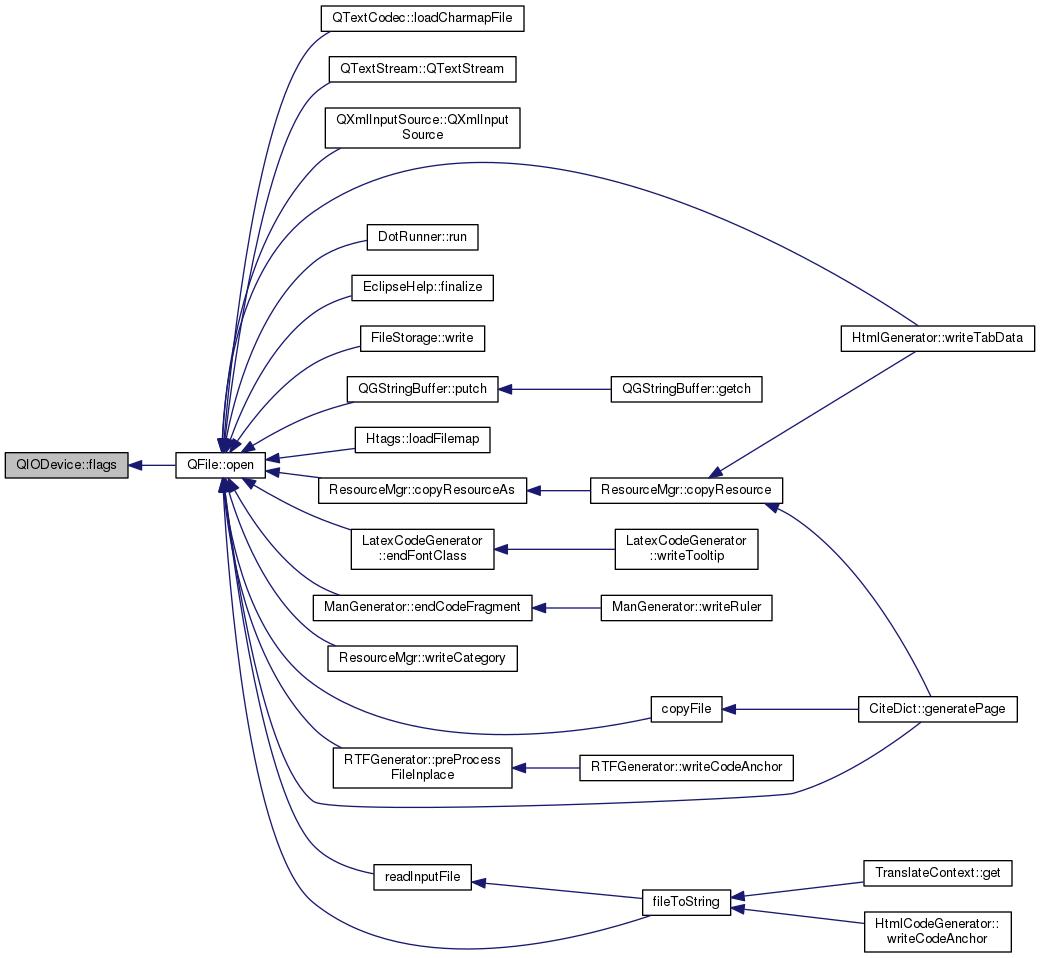 QTextCodec::loadCharmapFile
QTextStream::QTextStream
QXmlInputSource::QXmlInput
Source
DotRunner::run
EclipseHelp::finalize
HtmlGenerator::writeTabData
FileStorage::write
QGStringBuffer::putch
QGStringBuffer::getch
Htags::loadFilemap
QIODevice::flags
QFile::open
ResourceMgr::copyResourceAs
ResourceMgr::copyResource
LatexCodeGenerator
::endFontClass
LatexCodeGenerator
::writeTooltip
ManGenerator::endCodeFragment
ManGenerator::writeRuler
ResourceMgr::writeCategory
copyFile
CiteDict::generatePage
RTFGenerator::preProcess
FileInplace
RTFGenerator::writeCodeAnchor
readInputFile
TranslateContext::get
fileToString
HtmlCodeGenerator::
writeCodeAnchor